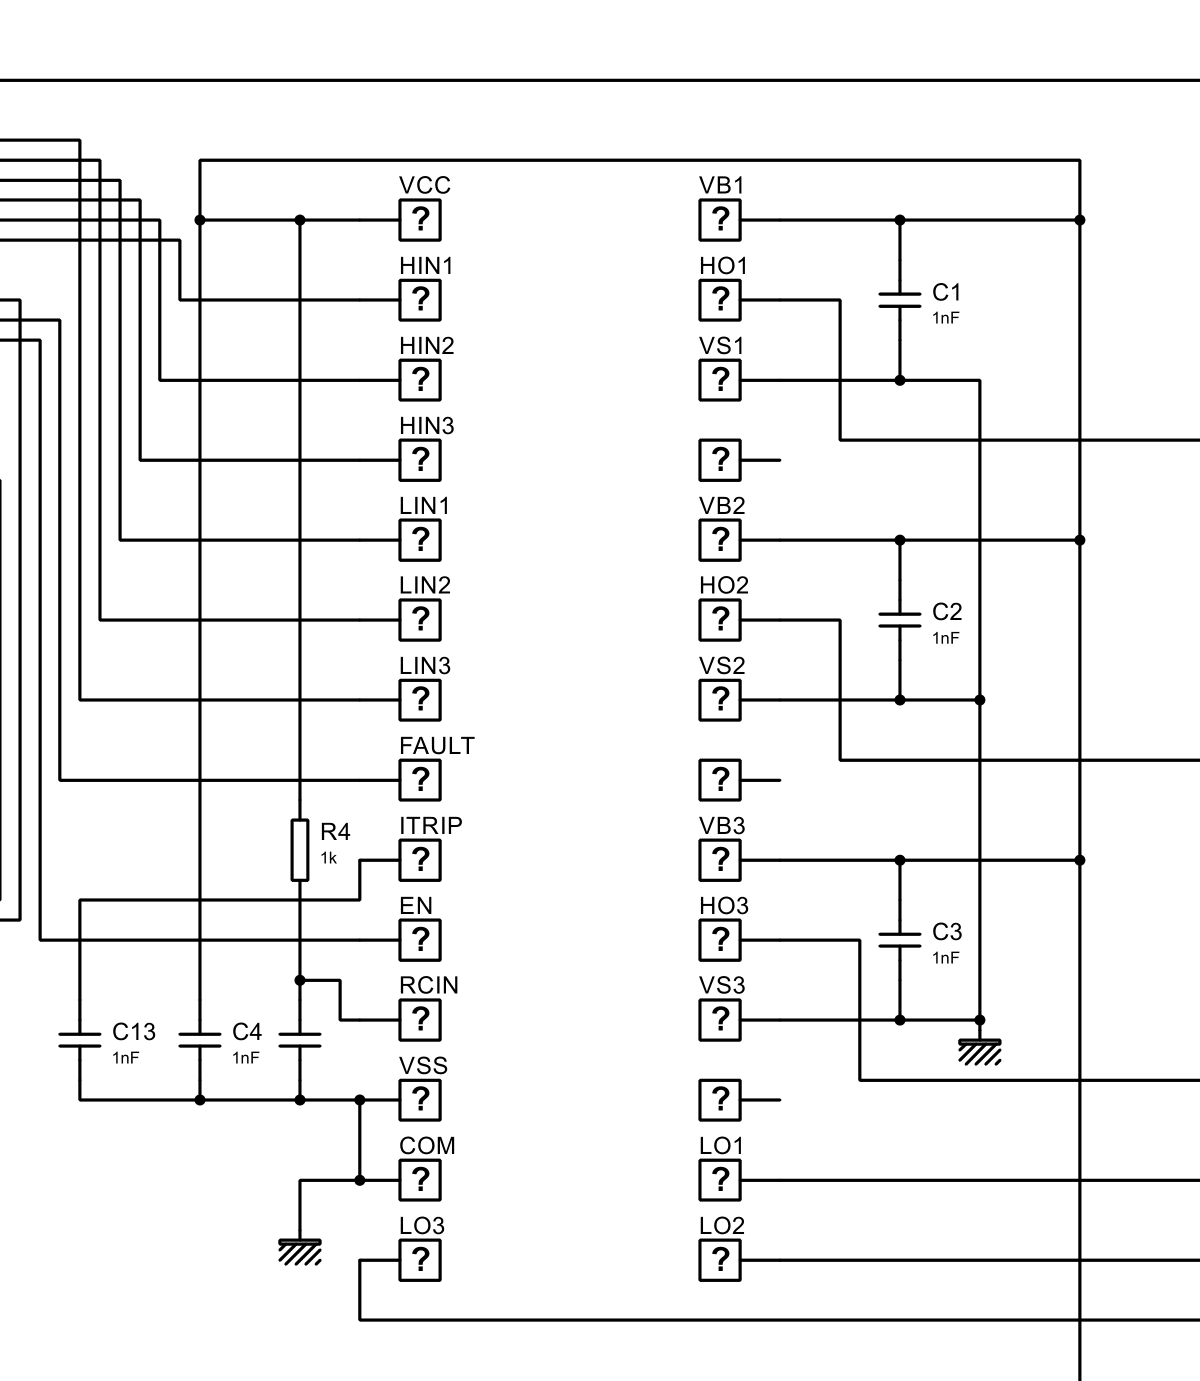 VCC
?
HIN1
?
HIN2
?
HIN3
?
LIN1
?
LIN2
?
LIN3
?
FAULT
?
ITRIP
?
EN
?
RCIN
?
VSS
?
COM
?
LO3
?
R4
1k
C13
1nF
C4
1nF
VB1
?
HO1
?
VS1
?
?
VB2
?
HO2
?
VS2
?
?
VB3
?
HO3
?
VS3
?
?
LO1
?
LO2
?
C1
1nF
C2
1nF
C3
1nF